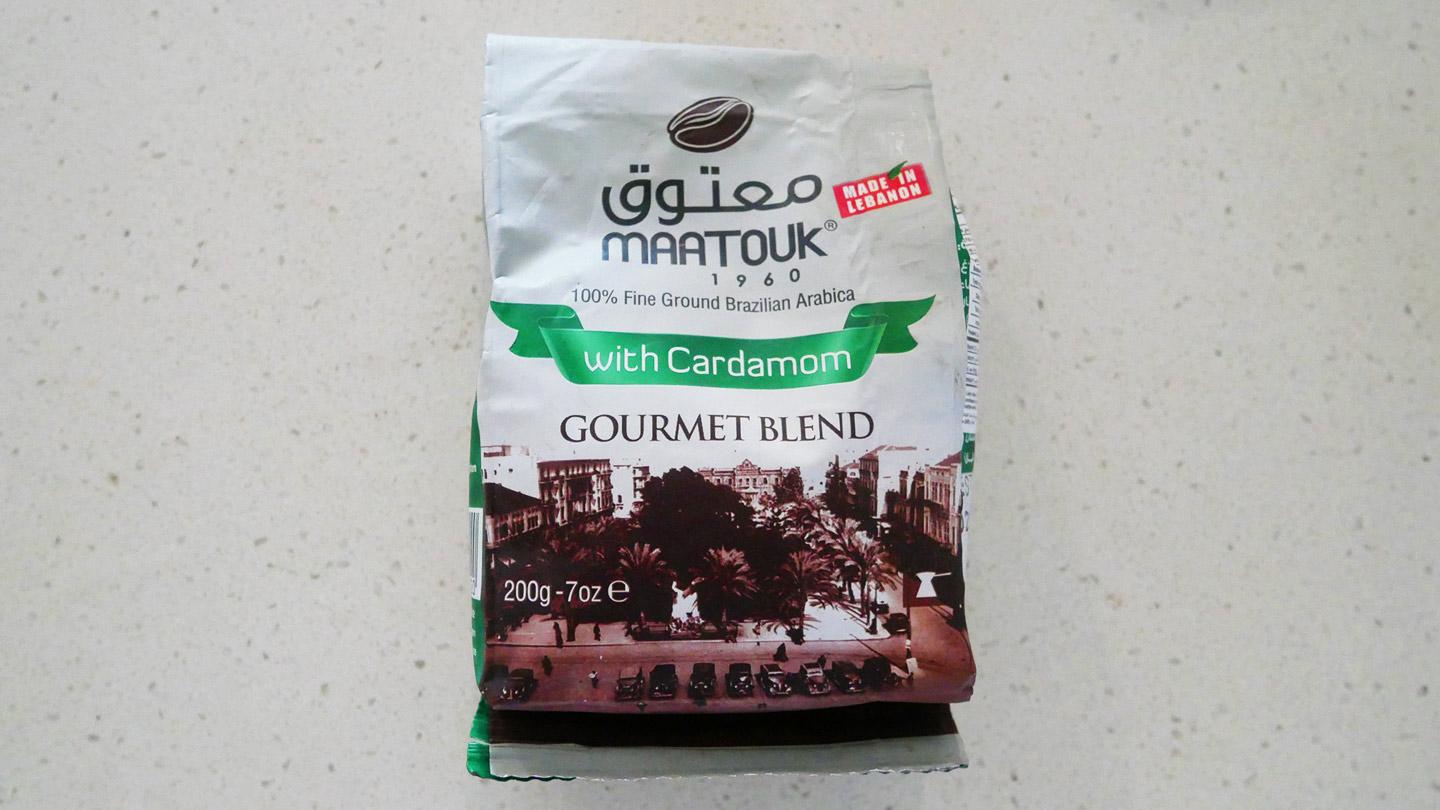 معتوق
MAATOUK®
1960
MADE IN
LEBANON
100% Fine Ground Brazilian Arabica
with Cardamom
GOURMET BLEND
200g-7oz ℮